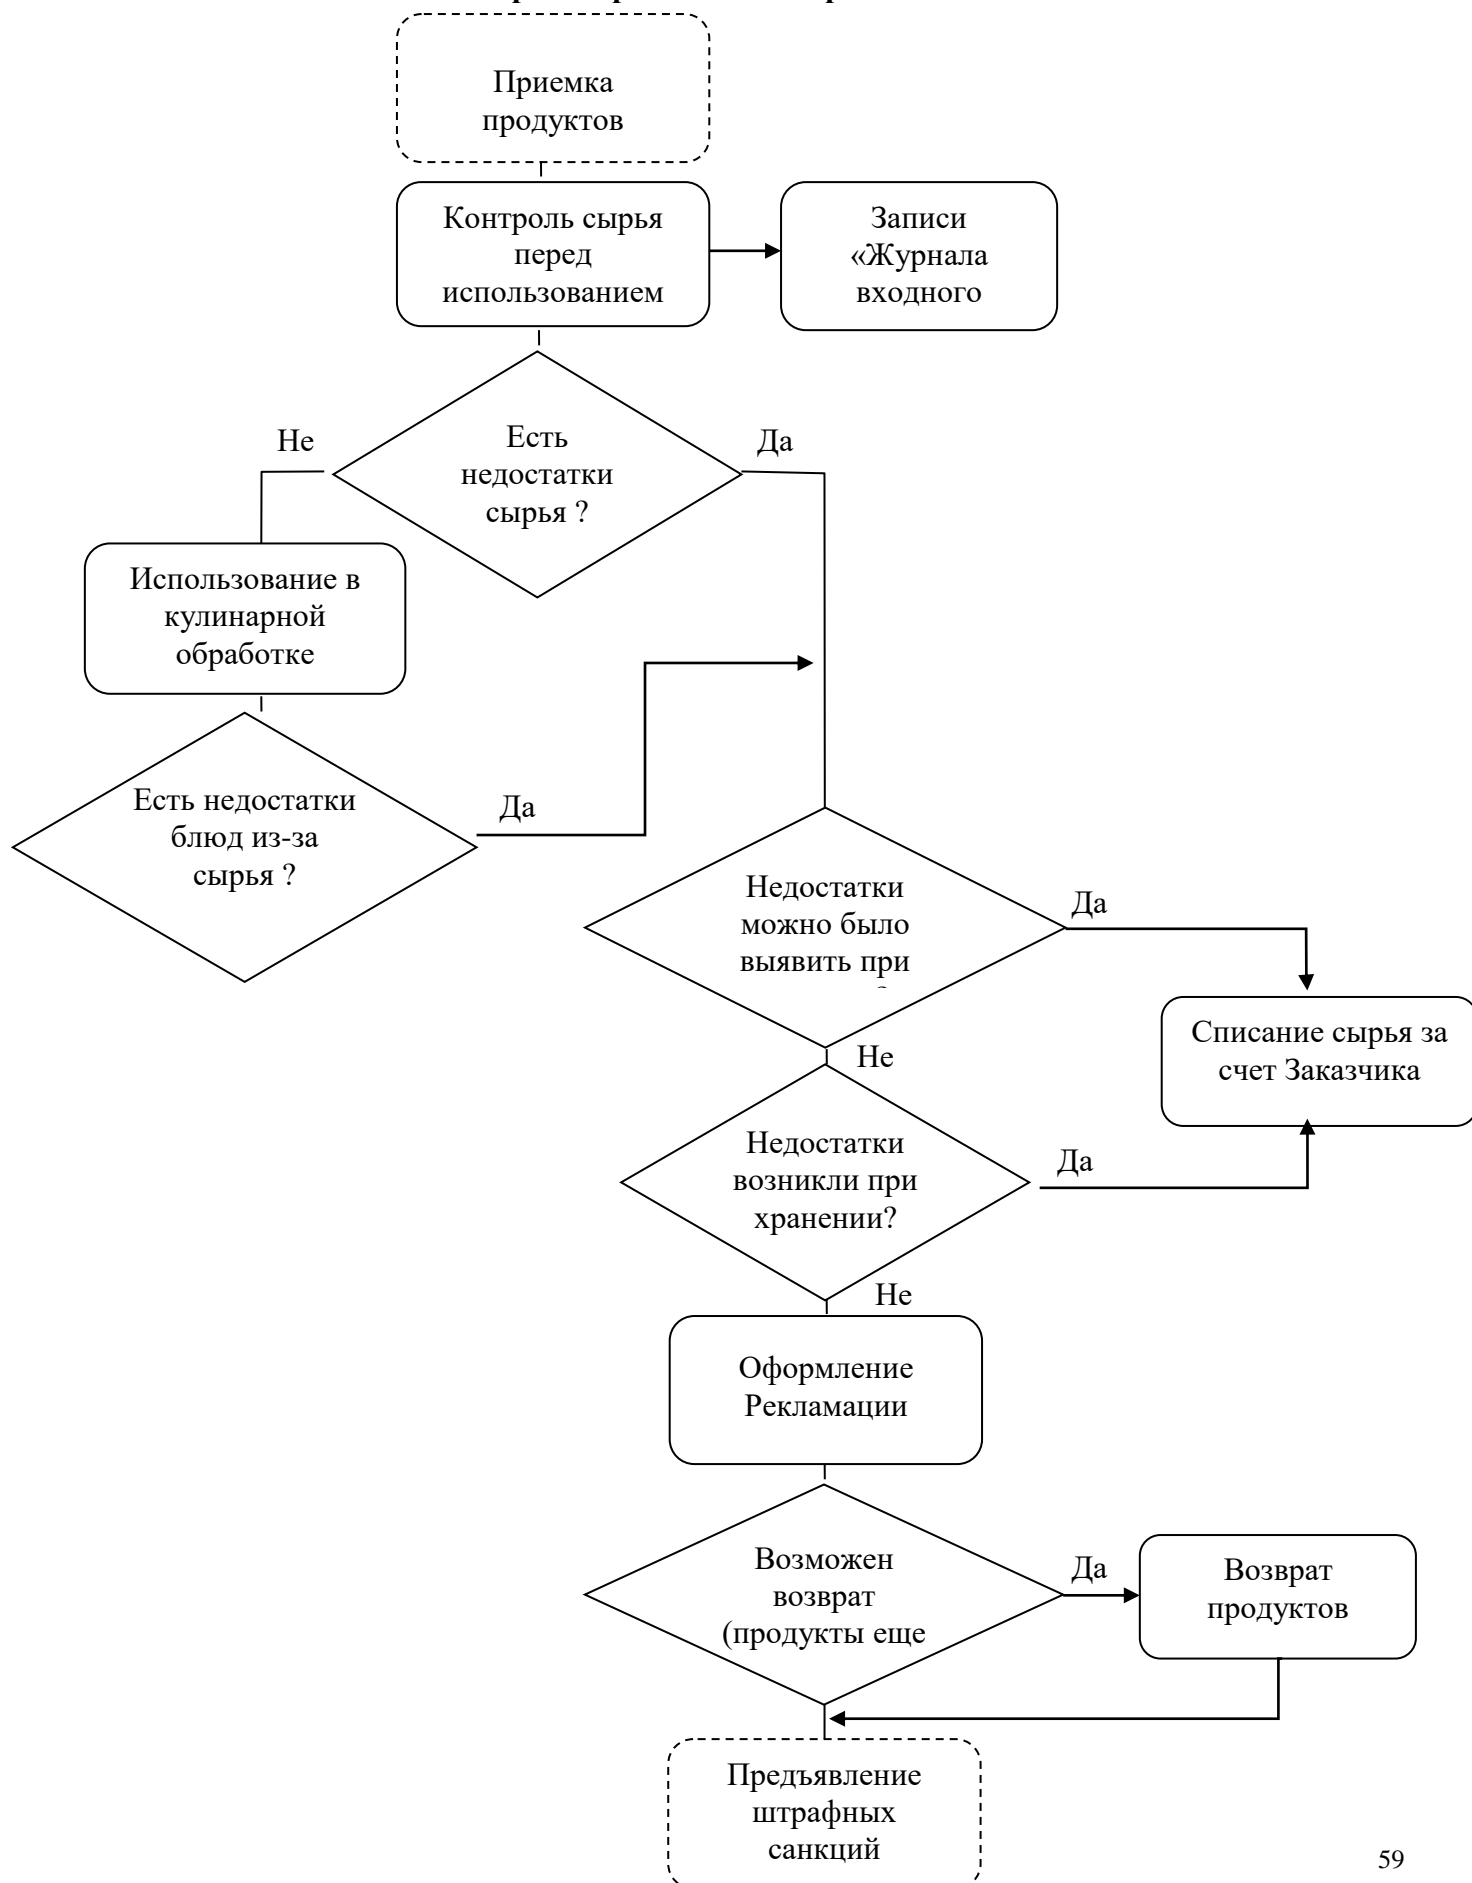 Приемка
продуктов
Контроль сырья
перед
использованием
Записи
«Журнала
входного
Есть
недостатки
сырья ?
Не
Да
Использование в
кулинарной
обработке
Есть недостатки
блюд из-за
сырья ?
Да
Недостатки
можно было
выявить при
Да
Списание сырья за
счет Заказчика
Не
Недостатки
возникли при
хранении?
Да
Не
Оформление
Рекламации
Возможен
возврат
(продукты еще
Да
Возврат
продуктов
Предъявление
штрафных
санкций
59